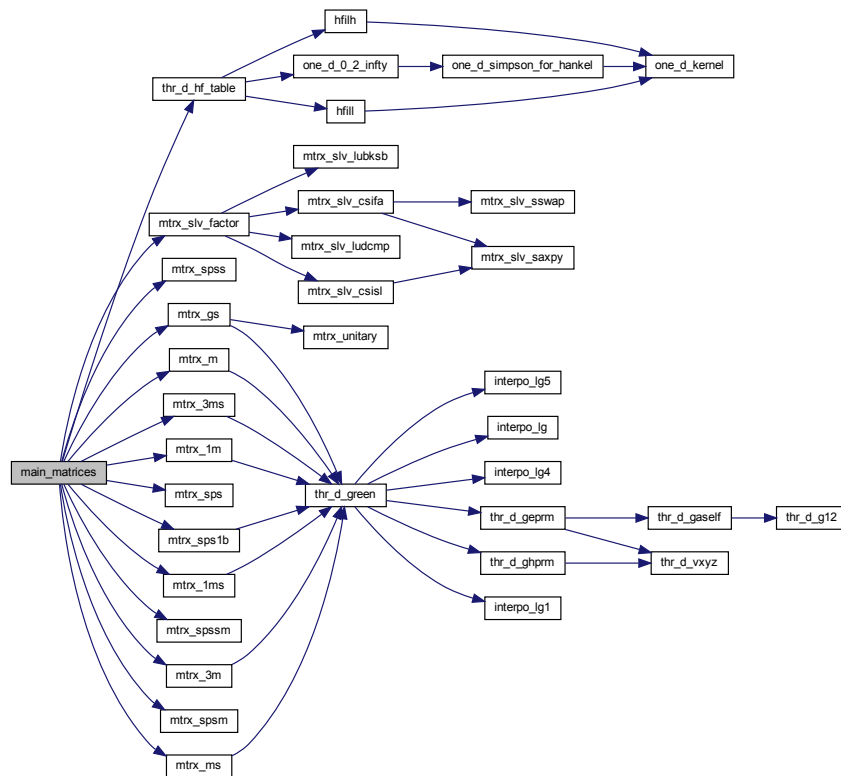 hfilh
one_d_0_2_infty
one_d_simpson_for_hankel
one_d_kernel
thr_d_hf_table
hfill
mtrx_slv_lubksb
mtrx_slv_csifa
mtrx_slv_sswap
mtrx_slv_factor
mtrx_slv_ludcmp
mtrx_slv_saxpy
mtrx_spss
mtrx_slv_csisl
mtrx_gs
mtrx_unitary
mtrx_m
interpo_lg5
mtrx_3ms
interpo_lg
mtrx_1m
main_matrices
interpo_lg4
mtrx_sps
thr_d_green
thr_d_geprm
thr_d_gaself
thr_d_g12
mtrx_sps1b
thr_d_ghprm
thr_d_vxyz
mtrx_1ms
interpo_lg1
mtrx_spssm
mtrx_3m
mtrx_spsm
mtrx_ms